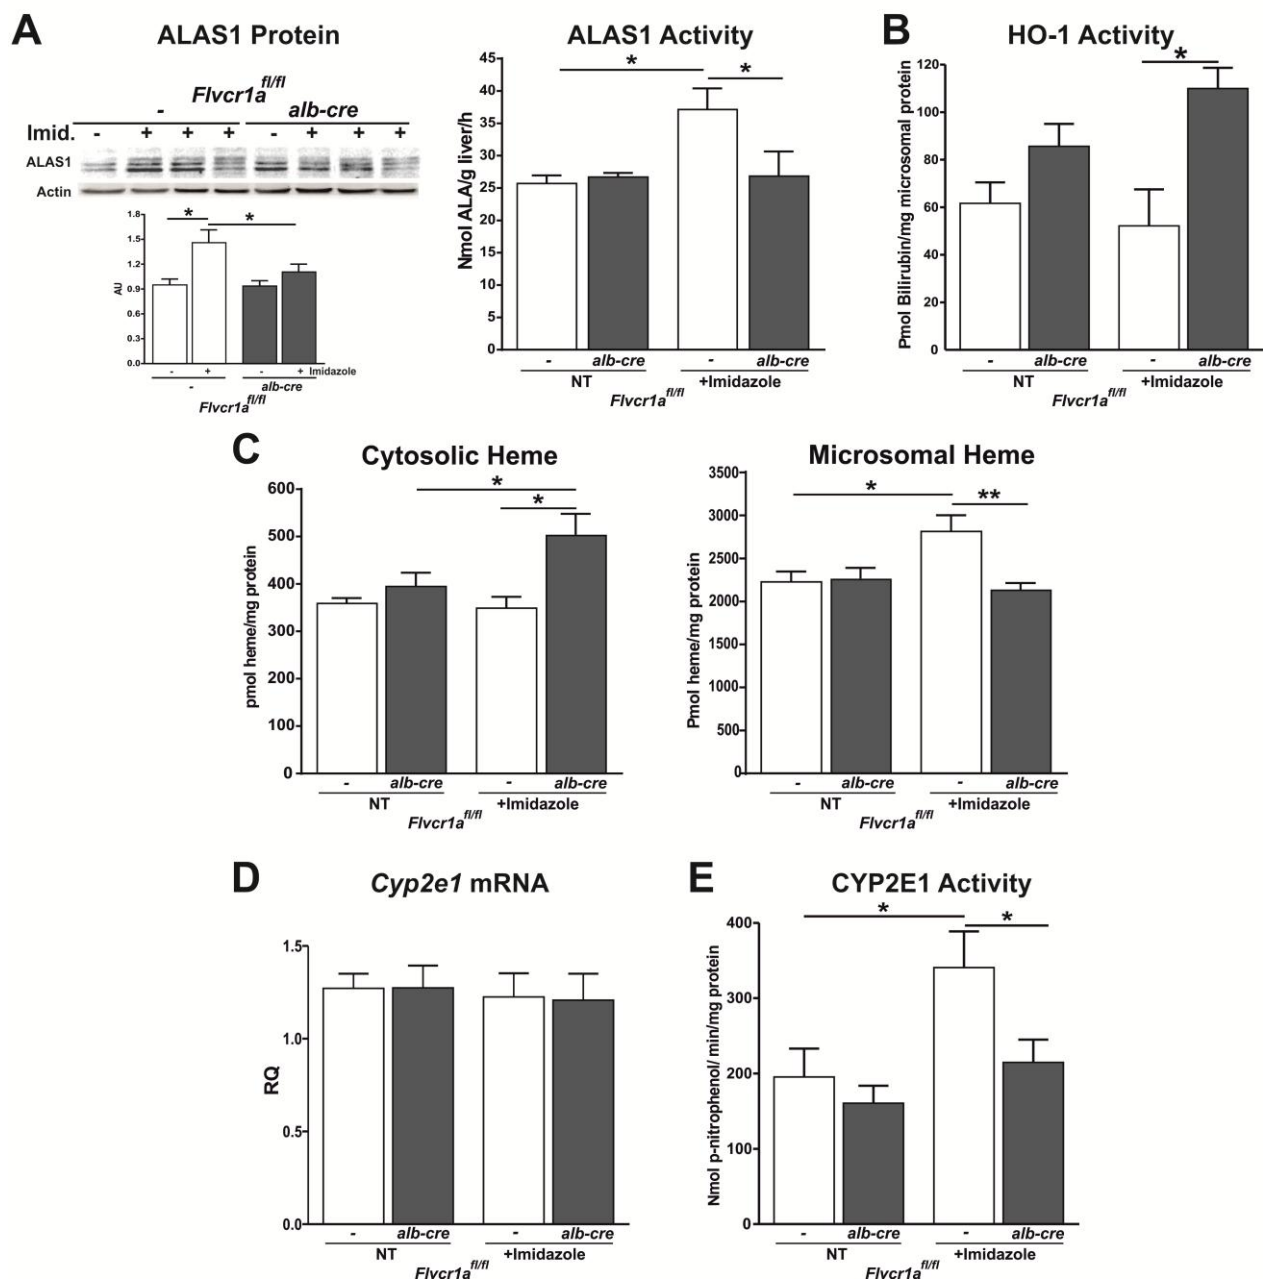 A
ALAS1 Protein
Flvcr1a fl/fl
- alb-cre
Imid. - + + + - + + + +
ALAS1
Actin
1.8
1.5
1.2
0.9
0.6
0.3
0.0
AU
* *
- + - + Imidazole
- alb-cre
Flvcr1a fl/fl
ALAS1 Activity
45
40
35
30
25
20
15
10
5
0
Nmol ALA/g liver/h
* *
- alb-cre - alb-cre
NT +Imidazole
Flvcr1a fl/fl
B
HO-1 Activity
120
100
80
60
40
20
0
Pmol Bilirubin/mg microsomal protein
*
- alb-cre - alb-cre
NT +Imidazole
Flvcr1a fl/fl
C
Cytosolic Heme
600
500
400
300
200
100
0
pmol heme/mg protein
*
*
- alb-cre - alb-cre
NT +Imidazole
Flvcr1a fl/fl
Microsomal Heme
3500
3000
2500
2000
1500
1000
500
0
Pmol heme/mg protein
* **
- alb-cre - alb-cre
NT +Imidazole
Flvcr1a fl/fl
D
Cyp2e1 mRNA
1.5
1.0
0.5
0.0
RQ
- alb-cre - alb-cre
NT +Imidazole
Flvcr1a fl/fl
E
CYP2E1 Activity
400
300
200
100
0
Nmol p-nitrophenol/ min/mg protein
* *
- alb-cre - alb-cre
NT +Imidazole
Flvcr1a fl/fl